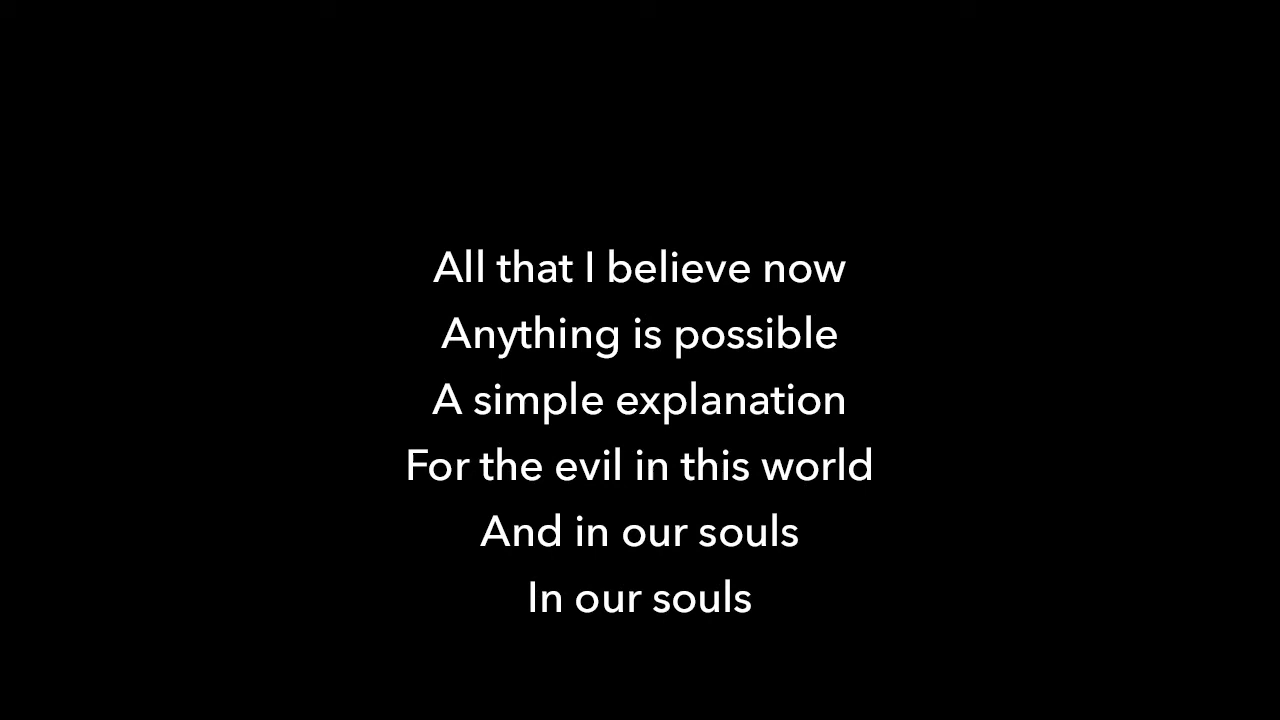 All that I believe now
Anything is possible
A simple explanation
For the evil in this world
And in our souls
In our souls